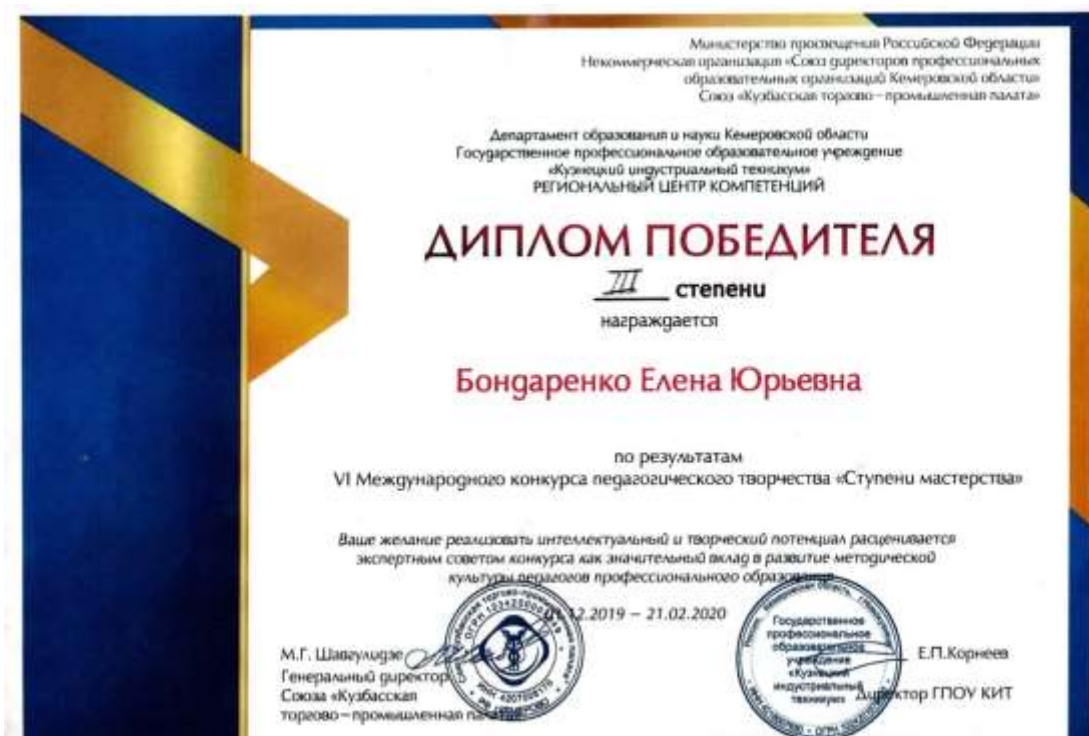 Министерство просвещения Российской Федерации
Некоммерческая организация «Союз директоров профессиональных
образовательных организаций Кемеровской области»
Союз «Кузбасская торгово–промышленная палата»
Департамент образования и науки Кемеровской области
Государственное профессиональное образовательное учреждение
«Кузнецкий индустриальный техникум»
РЕГИОНАЛЬНЫЙ ЦЕНТР КОМПЕТЕНЦИЙ
ДИПЛОМ ПОБЕДИТЕЛЯ
III степени
награждается
Бондаренко Елена Юрьевна
по результатам
VI Международного конкурса педагогического творчества «Ступени мастерства»
Ваше желание реализовать интеллектуальный и творческий потенциал расценивается
экспертным советом конкурса как значительный вклад в развитие методической
культуры педагогов профессионального образования
12.2019 – 21.02.2020
М.Г. Шавгулидзе
Генеральный директор
Союза «Кузбасская
торгово–промышленная
Государственное
профессиональное
образовательное
учреждение
«Кузнецкий
индустриальный
техникум»
Е.П.Корнеев
Директор ГПОУ КИТ